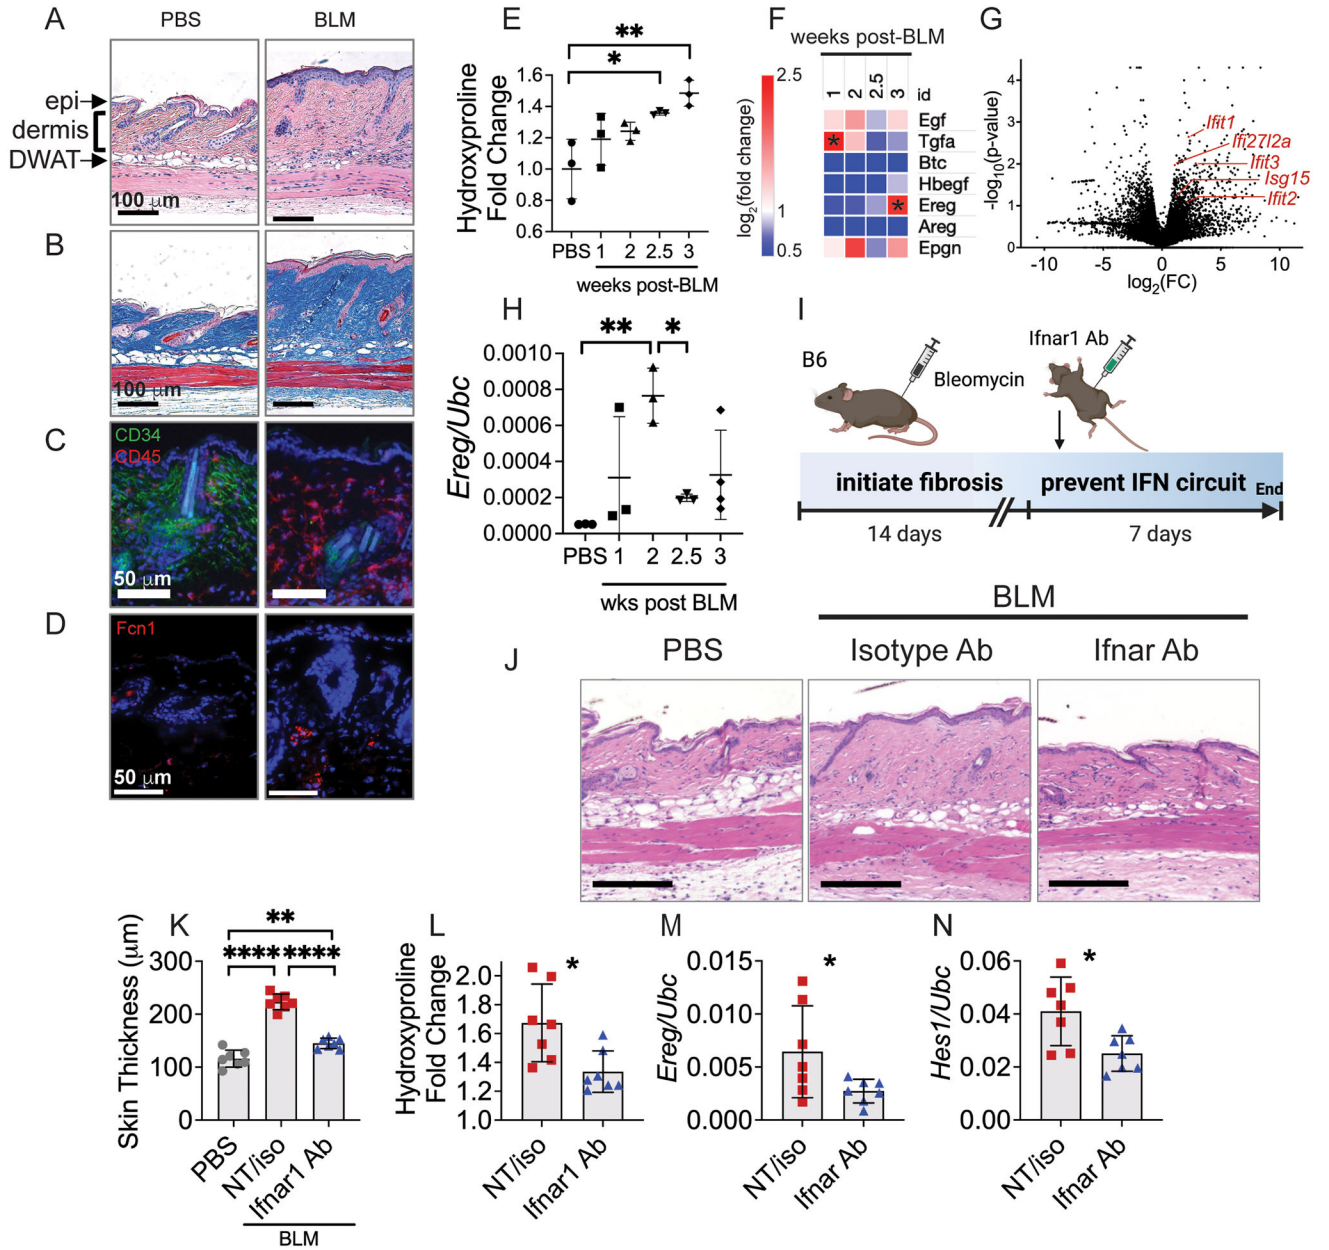 A
PBS
BLM
epi
dermis
DWAT
100 μm
B
100 μm
C
CD34
CD45
50 μm
D
Fcn1
50 μm
E
Hydroxyproline
Fold Change
** 
*
1.6
1.4
1.2
1.0
0.8
0.6
PBS 1 2 2.5 3
weeks post-BLM
F
weeks post-BLM
2.5
1
0.5
log2(fold change)
1 2 2.5 3 id
Egf
* Tgfa
Btc
Hbegf
* Ereg
Areg
Epgn
G
-log10(p-value)
4
3
2
1
0
Ifit1
Ifi27l2a
Ifit3
Isg15
Ifit2
-10 -5 0 5 10
log2(FC)
H
Ereg/Ubc
** *
0.0010
0.0008
0.0006
0.0004
0.0002
0.0000
PBS 1 2 2.5 3
wks post BLM
I
B6
Bleomycin
Ifnar1 Ab
initiate fibrosis
prevent IFN circuit
End
14 days
7 days
J
BLM
PBS
Isotype Ab
Ifnar Ab
K
Skin Thickness (μm)
**
**** ****
300
200
100
0
PBS
NT/iso
Ifnar1 Ab
BLM
L
Hydroxyproline
Fold Change
*
2.0
1.8
1.6
1.4
1.2
1.0
NT/iso
Ifnar1 Ab
M
Ereg/Ubc
*
0.015
0.010
0.005
0.000
NT/iso
Ifnar Ab
N
Hes1/Ubc
*
0.06
0.04
0.02
0.00
NT/iso
Ifnar Ab